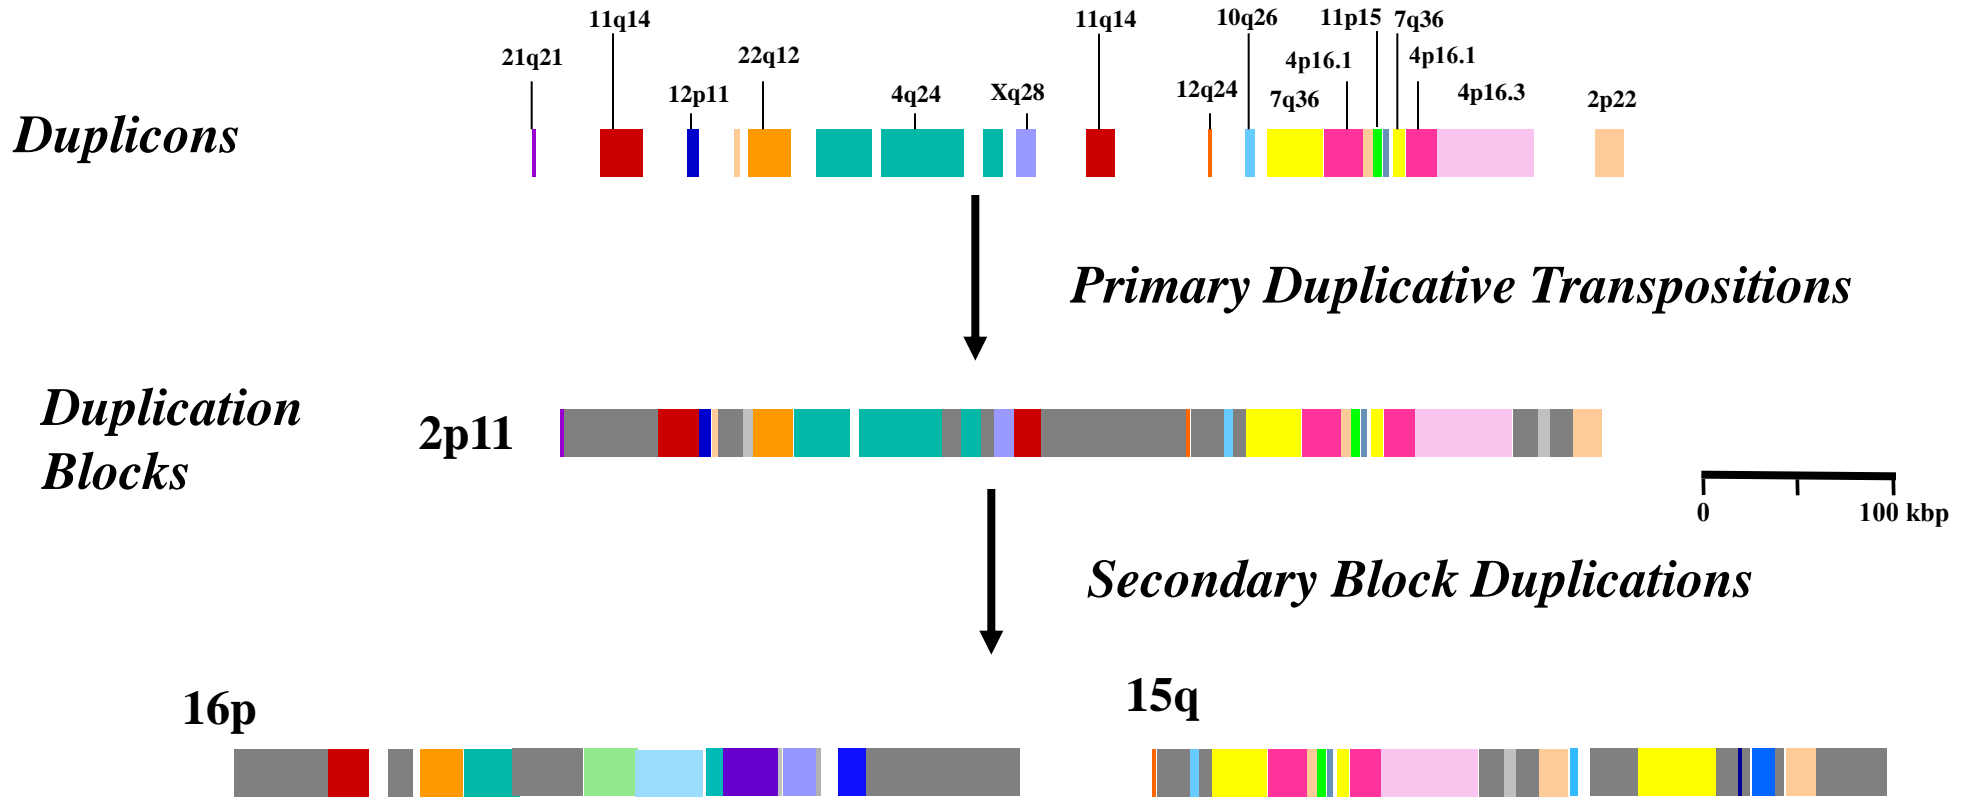 11q14 11q14 10q26 11p15 7q36
21q21 22q12 4p16.1 4p16.1
12p11 4q24 Xq28 12q24 7q36 4p16.3 2p22
Duplicons
Primary Duplicative Transpositions
Duplication
Blocks
2p11
0 100 kbp
Secondary Block Duplications
16p 15q